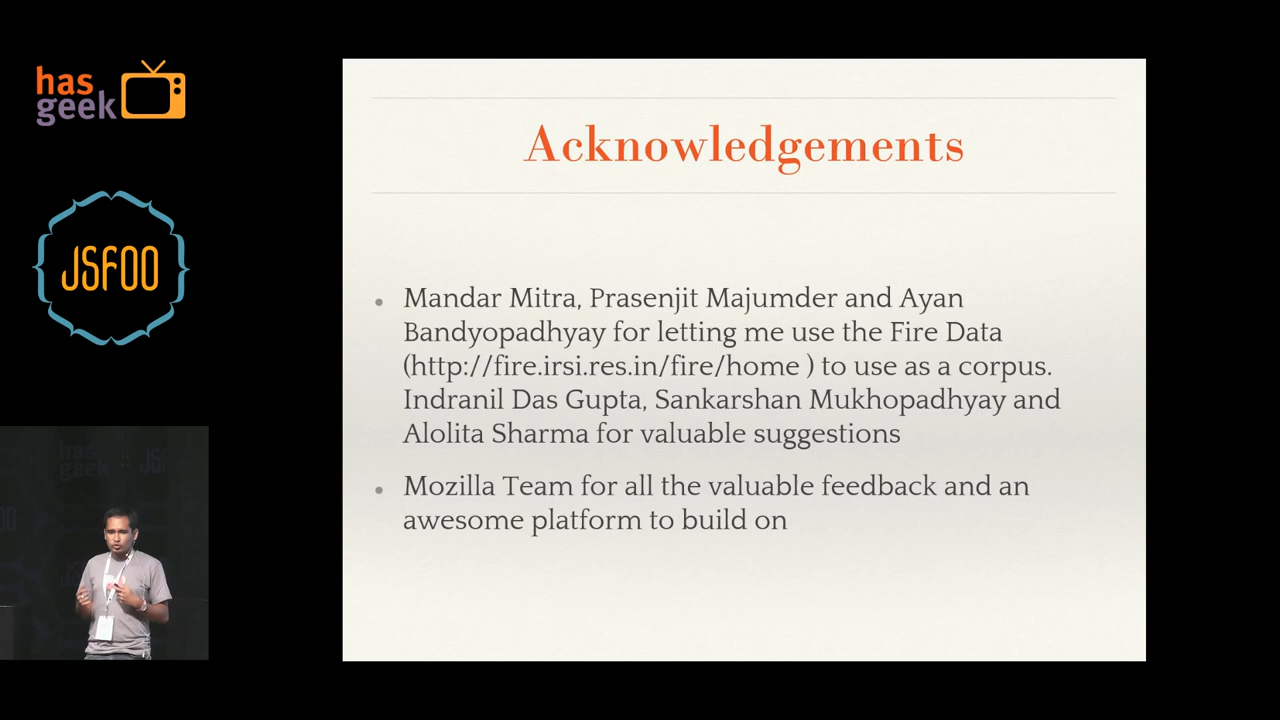 has
geek
JSFOO
Acknowledgements
Mandar Mitra, Prasenjit Majumder and Ayan
Bandyopadhyay for letting me use the Fire Data
(http://fire.irsi.res.in/fire/home ) to use as a corpus.
Indranil Das Gupta, Sankarshan Mukhopadhyay and
Alolita Sharma for valuable suggestions
Mozilla Team for all the valuable feedback and an
awesome platform to build on
has
geek